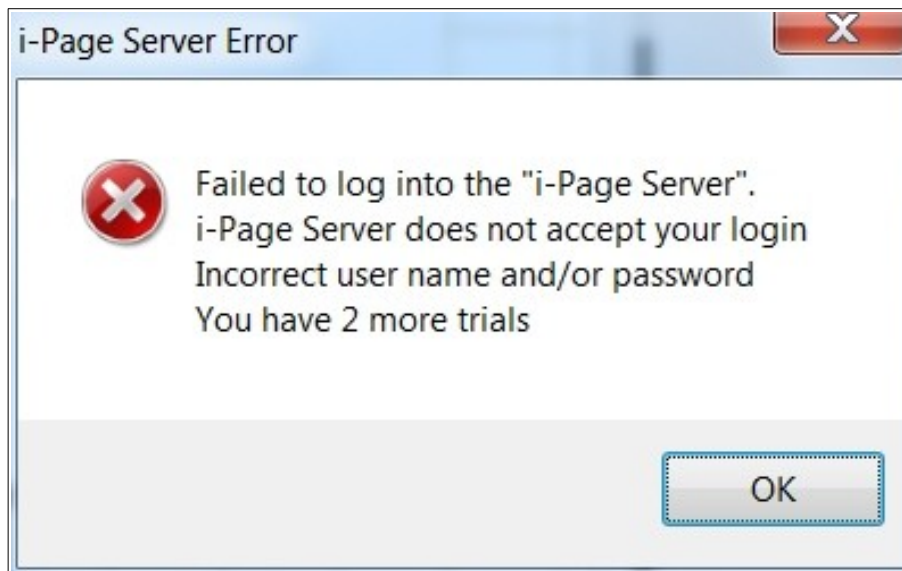 i-Page Server Error
X
Failed to log into the "i-Page Server".
i-Page Server does not accept your login
Incorrect user name and/or password
You have 2 more trials
OK